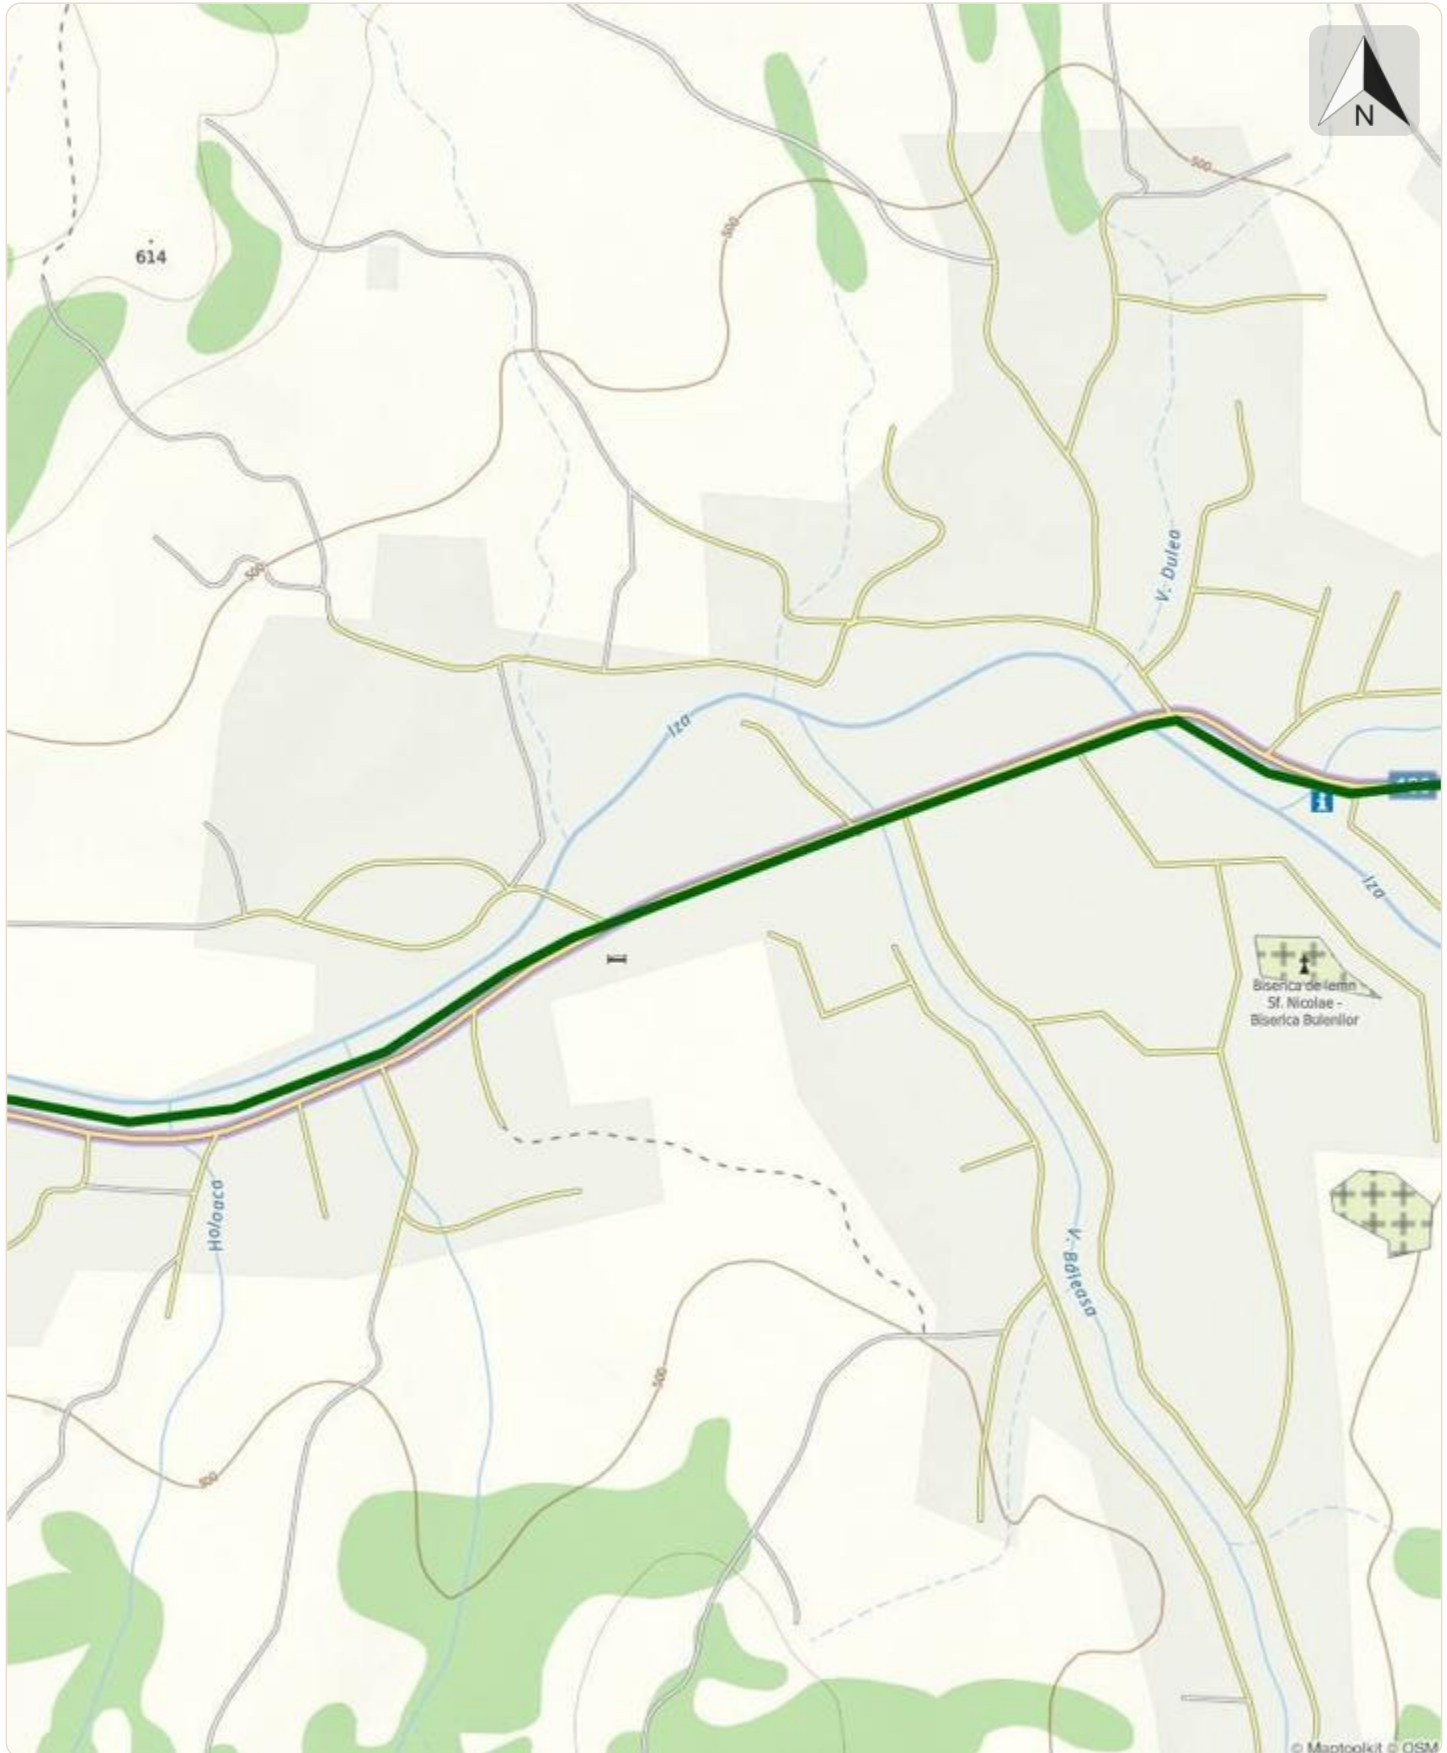 N
500
500
614
V. Dulea
500
Iza
Iza
Biserica de lemn
Sf. Nicolae -
Biserica Bulenilor
Holoaca
V. Băleasa
500
500
© Maptoolkit © OSM